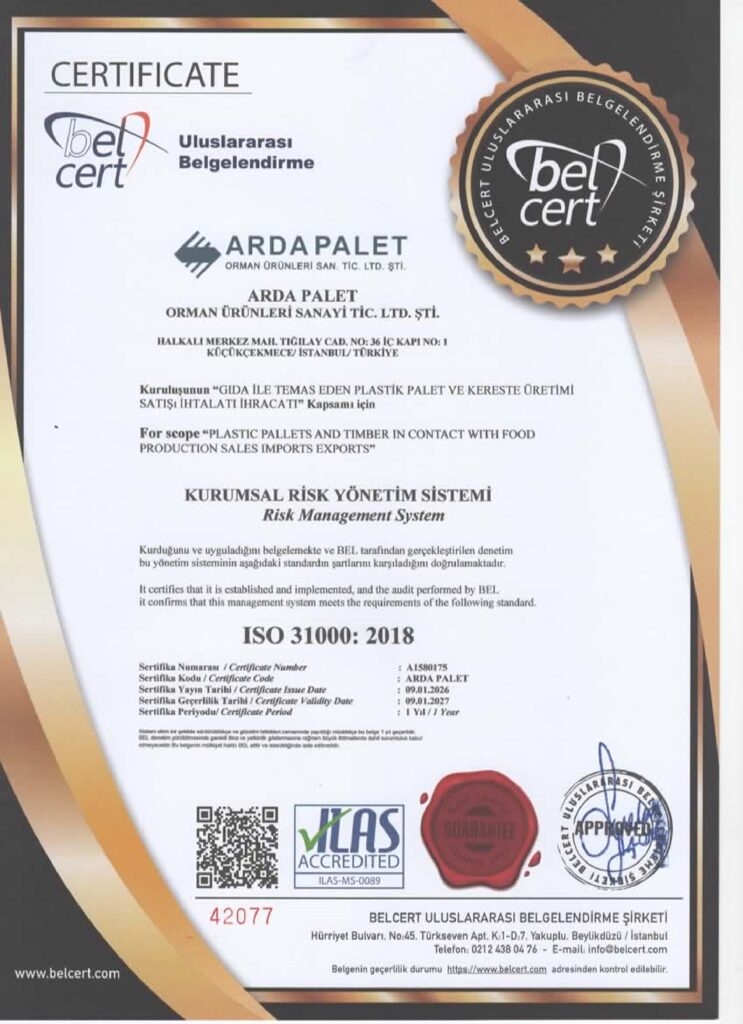 CERTIFICATE
bel cert
Uluslararası
Belgelendirme
BELCERT ULUSLARARASI BELGELENDİRME ŞİRKETİ
bel cert
ARDA PALET
ORMAN ÜRÜNLERİ SAN. TİC. LTD. ŞTİ.
ARDA PALET
ORMAN ÜRÜNLERİ SANAYİ TİC. LTD. ŞTİ.
HALKALI MERKEZ MAH. TIĞILAY CAD. NO: 36 İÇ KAPI NO: 1
KÜÇÜKÇEKMECE/ İSTANBUL/ TÜRKİYE
Kuruluşunun “GIDA İLE TEMAS EDEN PLASTİK PALET VE KERESTE ÜRETİMİ
SATIŞı İHTALATI İHRACATI” Kapsamı için
For scope “PLASTIC PALLETS AND TIMBER IN CONTACT WITH FOOD
PRODUCTION SALES IMPORTS EXPORTS”
KURUMSAL RİSK YÖNETİM SİSTEMİ
Risk Management System
Kurduğunu ve uyguladığını belgelemekte ve BEL tarafından gerçekleştirilen denetim
bu yönetim sisteminin aşağıdaki standardın şartlarını karşıladığını doğrulamaktadır.
It certifies that it is established and implemented, and the audit performed by BEL
it confirms that this management system meets the requirements of the following standard.
ISO 31000: 2018
Sertifika Numarası / Certificate Number : A1580175
Sertifika Kodu / Certificate Code : ARDA PALET
Sertifika Yayın Tarihi / Certificate Issue Date : 09.01.2026
Sertifika Geçerlilik Tarihi / Certificate Validity Date : 09.01.2027
Sertifika Periyodu/ Certificate Period : 1 Yıl / 1 Year
ILAS
ACCREDITED
ILAS-MS-0089
GUARANTEE
APPROVED
BELCERT ULUSLARARASI BELGELENDİRME ŞİRKETİ
42077
BELCERT ULUSLARARASI BELGELENDİRME ŞİRKETİ
Hürriyet Bulvarı. No:45. Türkseven Apt. K:1-D:7. Yakuplu. Beylikdüzü / İstanbul
Telefon: 0212 438 04 76 - E-mail: info@belcert.com
www.belcert.com
Belgenin geçerlilik durumu https://www.belcert.com adresinden kontrol edilebilir.